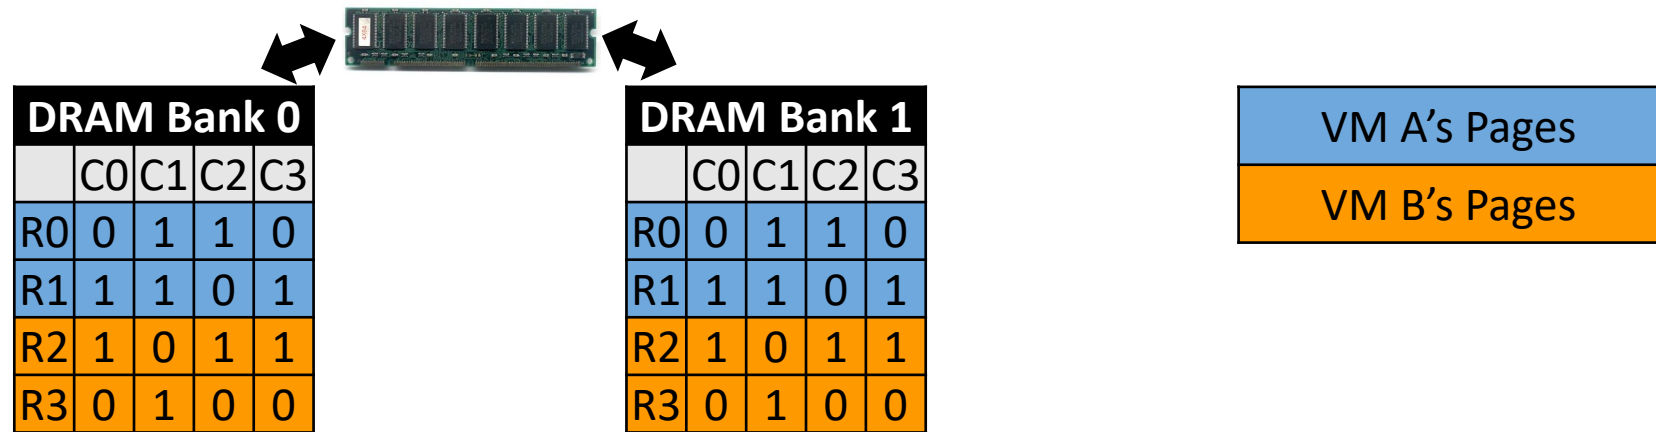 DRAM Bank 0
C0 C1 C2 C3
R0 0 1 1 0
R1 1 1 0 1
R2 1 0 1 1
R3 0 1 0 0
DRAM Bank 1
C0 C1 C2 C3
R0 0 1 1 0
R1 1 1 0 1
R2 1 0 1 1
R3 0 1 0 0
VM A's Pages
VM B's Pages